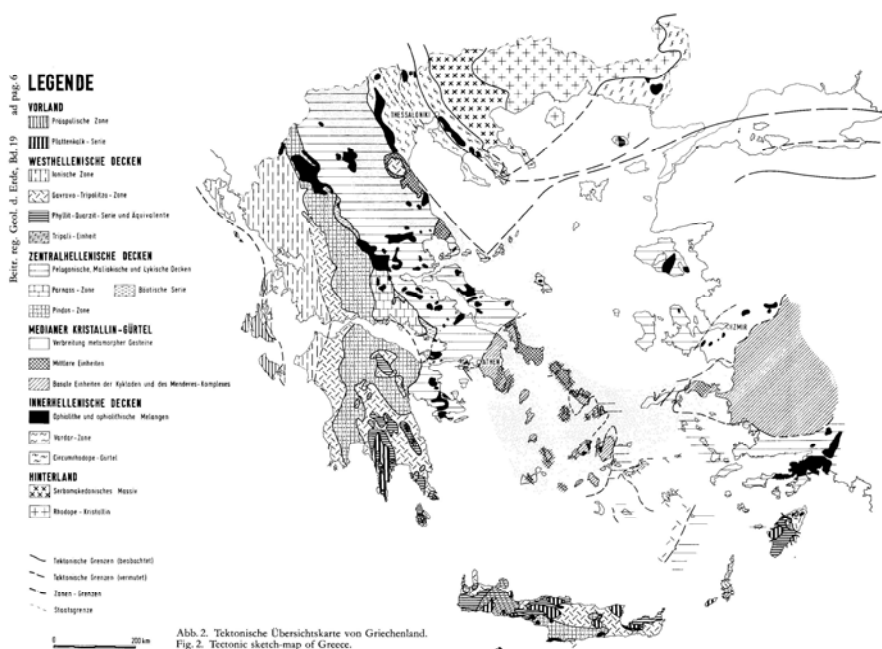 Beitr. reg. Geol. d. Erde, Bd. 19 ad pag. 6
LEGENDE
VORLAND
Präapulische Zone
Plattenkalk - Serie
WESTHELLENISCHE DECKEN
Ionische Zone
Gavrovo - Tripolitza - Zone
Phyllit - Quarzit - Serie und Äquivalente
Tripali - Einheit
ZENTRALHELLENISCHE DECKEN
Pelagonische, Maliakische und Lykische Decken
Parnass - Zone
Böotische Serie
Pindon - Zone
MEDIANER KRISTALLIN - GÜRTEL
Verbreitung metamorpher Gesteine
Mittlere Einheiten
Basale Einheiten der Kykladen und des Menderes - Komplexes
INNERHELLENISCHE DECKEN
Ophiolithe und ophiolithische Melangen
Vardar - Zone
Circumrhodope - Gürtel
HINTERLAND
Serbomakedonisches Massiv
Rhodope - Kristallin
Tektonische Grenzen (beobachtet)
Tektonische Grenzen (vermutet)
Zonen - Grenzen
Staatsgrenze
0 200 km
THESSALONIKI
IZMIR
ATHEN
Abb. 2. Tektonische Übersichtskarte von Griechenland.
Fig. 2. Tectonic sketch-map of Greece.